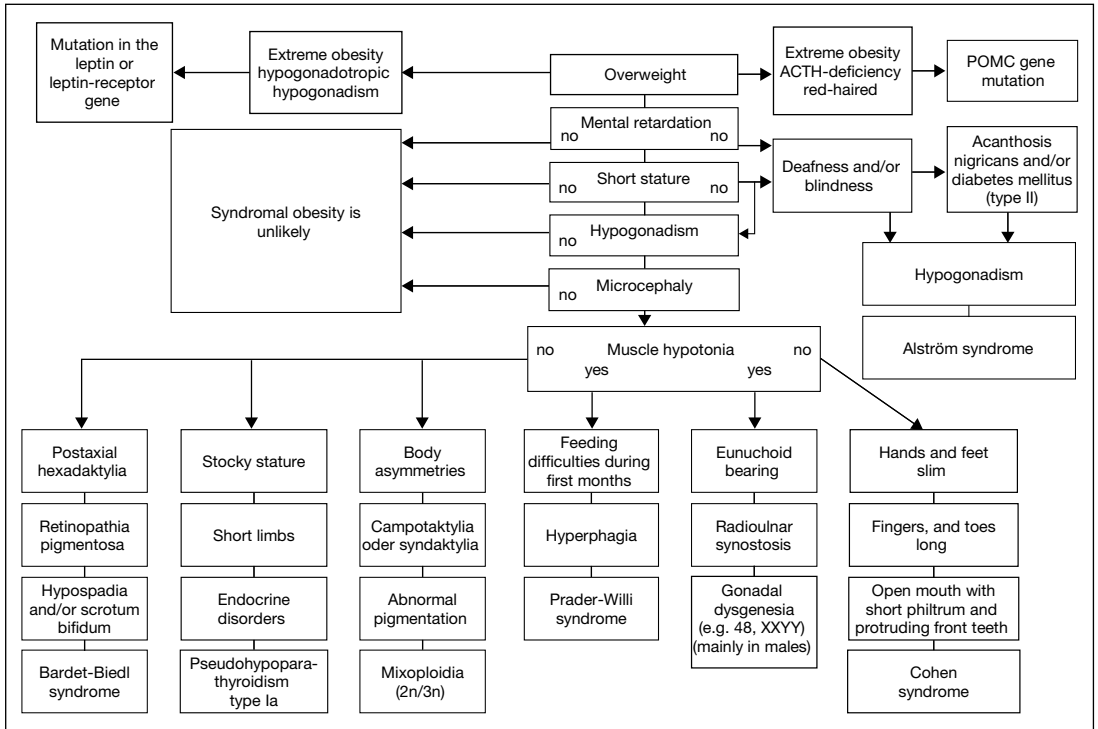 Mutation in the
leptin or
leptin-receptor
gene
Extreme obesity
hypogonadotropic
hypogonadism
Overweight
Extreme obesity
ACTH-deficiency
red-haired
POMC gene
mutation
Mental retardation
no no
Short stature
no no
Hypogonadism
no
Microcephaly
no
Syndromal obesity is
unlikely
Deafness and/or
blindness
Acanthosis
nigricans and/or
diabetes mellitus
(type II)
Hypogonadism
Alström syndrome
no Muscle hypotonia no
yes yes
Postaxial
hexadaktylia
Retinopathia
pigmentosa
Hypospadia
and/or scrotum
bifidum
Bardet-Biedl
syndrome
Stocky stature
Short limbs
Endocrine
disorders
Pseudohypopara-
thyroidism
type Ia
Body
asymmetries
Campotaktylia
oder syndaktylia
Abnormal
pigmentation
Mixoploidia
(2n/3n)
Feeding
difficulties during
first months
Hyperphagia
Prader-Willi
syndrome
Eunuchoid
bearing
Radioulnar
synostosis
Gonadal
dysgenesia
(e.g. 48, XXYY)
(mainly in males)
Hands and feet
slim
Fingers, and toes
long
Open mouth with
short philtrum and
protruding front teeth
Cohen
syndrome